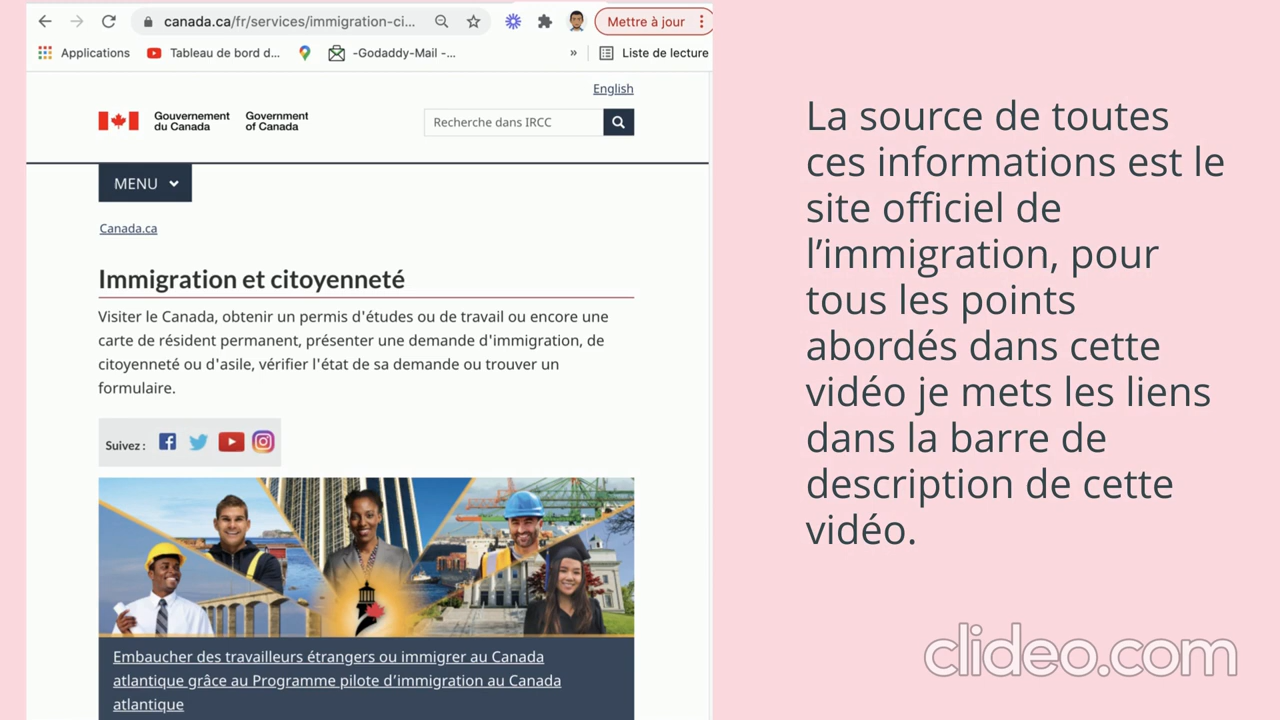 canada.ca/fr/services/immigration-ci...
Mettre à jour
Applications
Tableau de bord d...
-Godaddy-Mail -...
»
Liste de lecture
English
Gouvernement
du Canada
Government
of Canada
Recherche dans IRCC
MENU
Canada.ca
Immigration et citoyenneté
Visiter le Canada, obtenir un permis d'études ou de travail ou encore une
carte de résident permanent, présenter une demande d'immigration, de
citoyenneté ou d'asile, vérifier l'état de sa demande ou trouver un
formulaire.
Suivez :
Embaucher des travailleurs étrangers ou immigrer au Canada
atlantique grâce au Programme pilote d’immigration au Canada
atlantique
La source de toutes
ces informations est le
site officiel de
l’immigration, pour
tous les points
abordés dans cette
vidéo je mets les liens
dans la barre de
description de cette
vidéo.
clideo.com